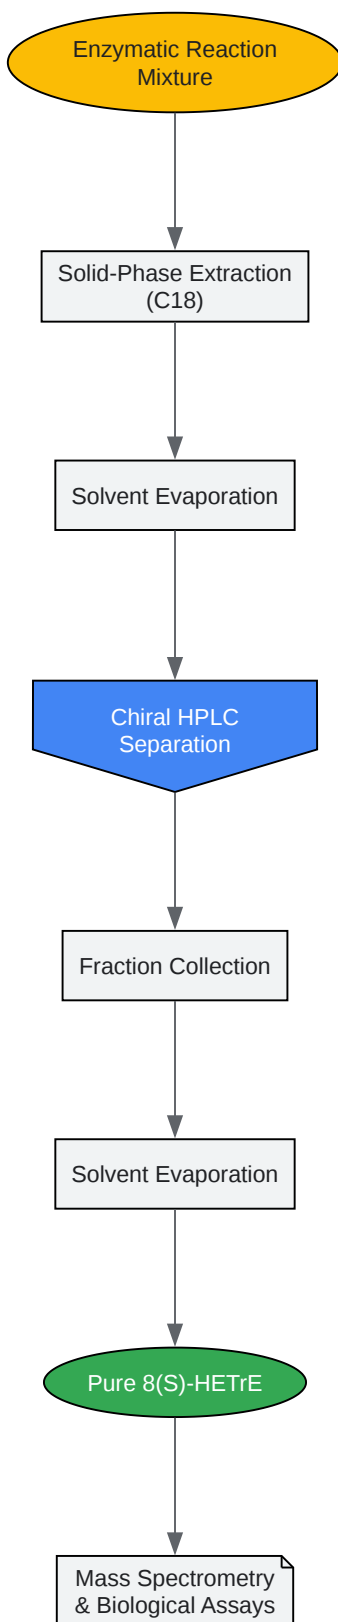 Enzymatic Reaction
Mixture
Solid-Phase Extraction
(C18)
Solvent Evaporation
Chiral HPLC
Separation
Fraction Collection
Solvent Evaporation
Pure 8(S)-HETrE
Mass Spectrometry
& Biological Assays